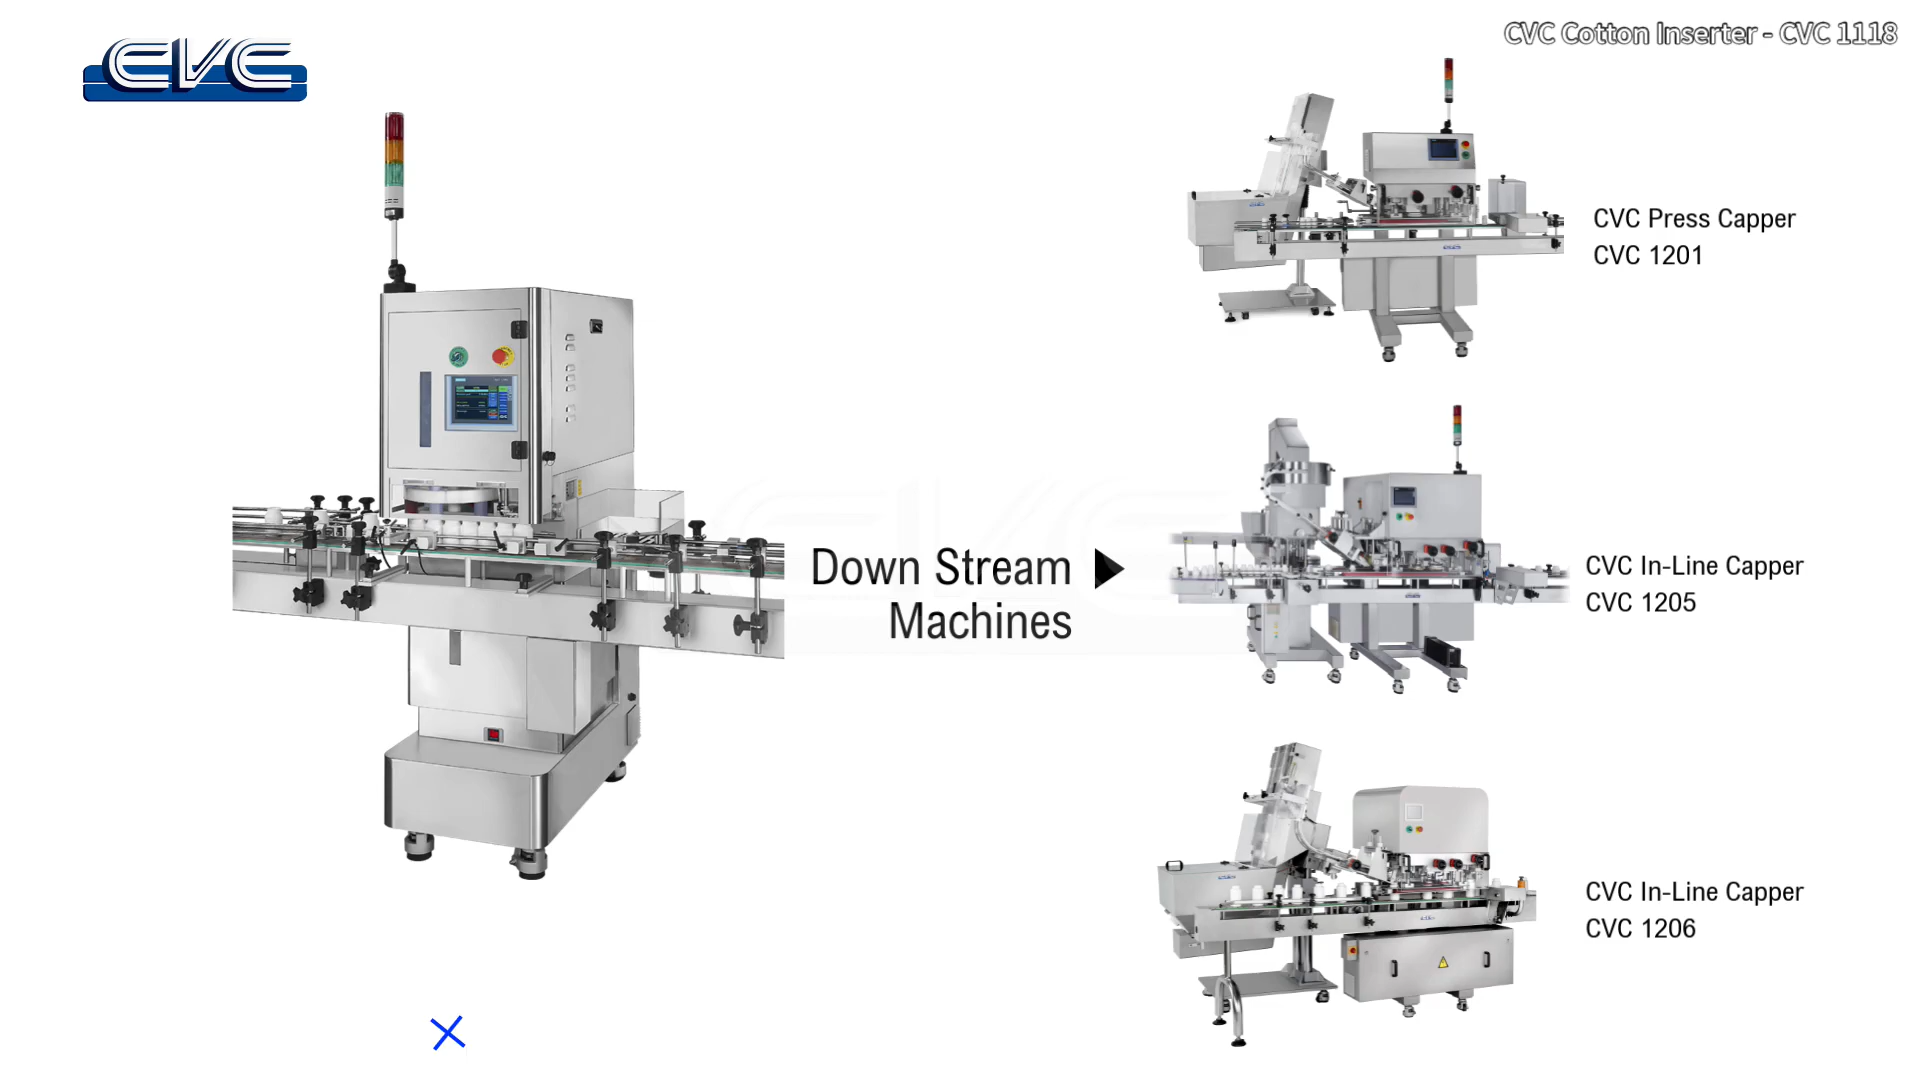 CVC
CVC Cotton Inserter - CVC 1118
CVC Press Capper
CVC 1201
Down Stream
Machines
CVC In-Line Capper
CVC 1205
CVC In-Line Capper
CVC 1206